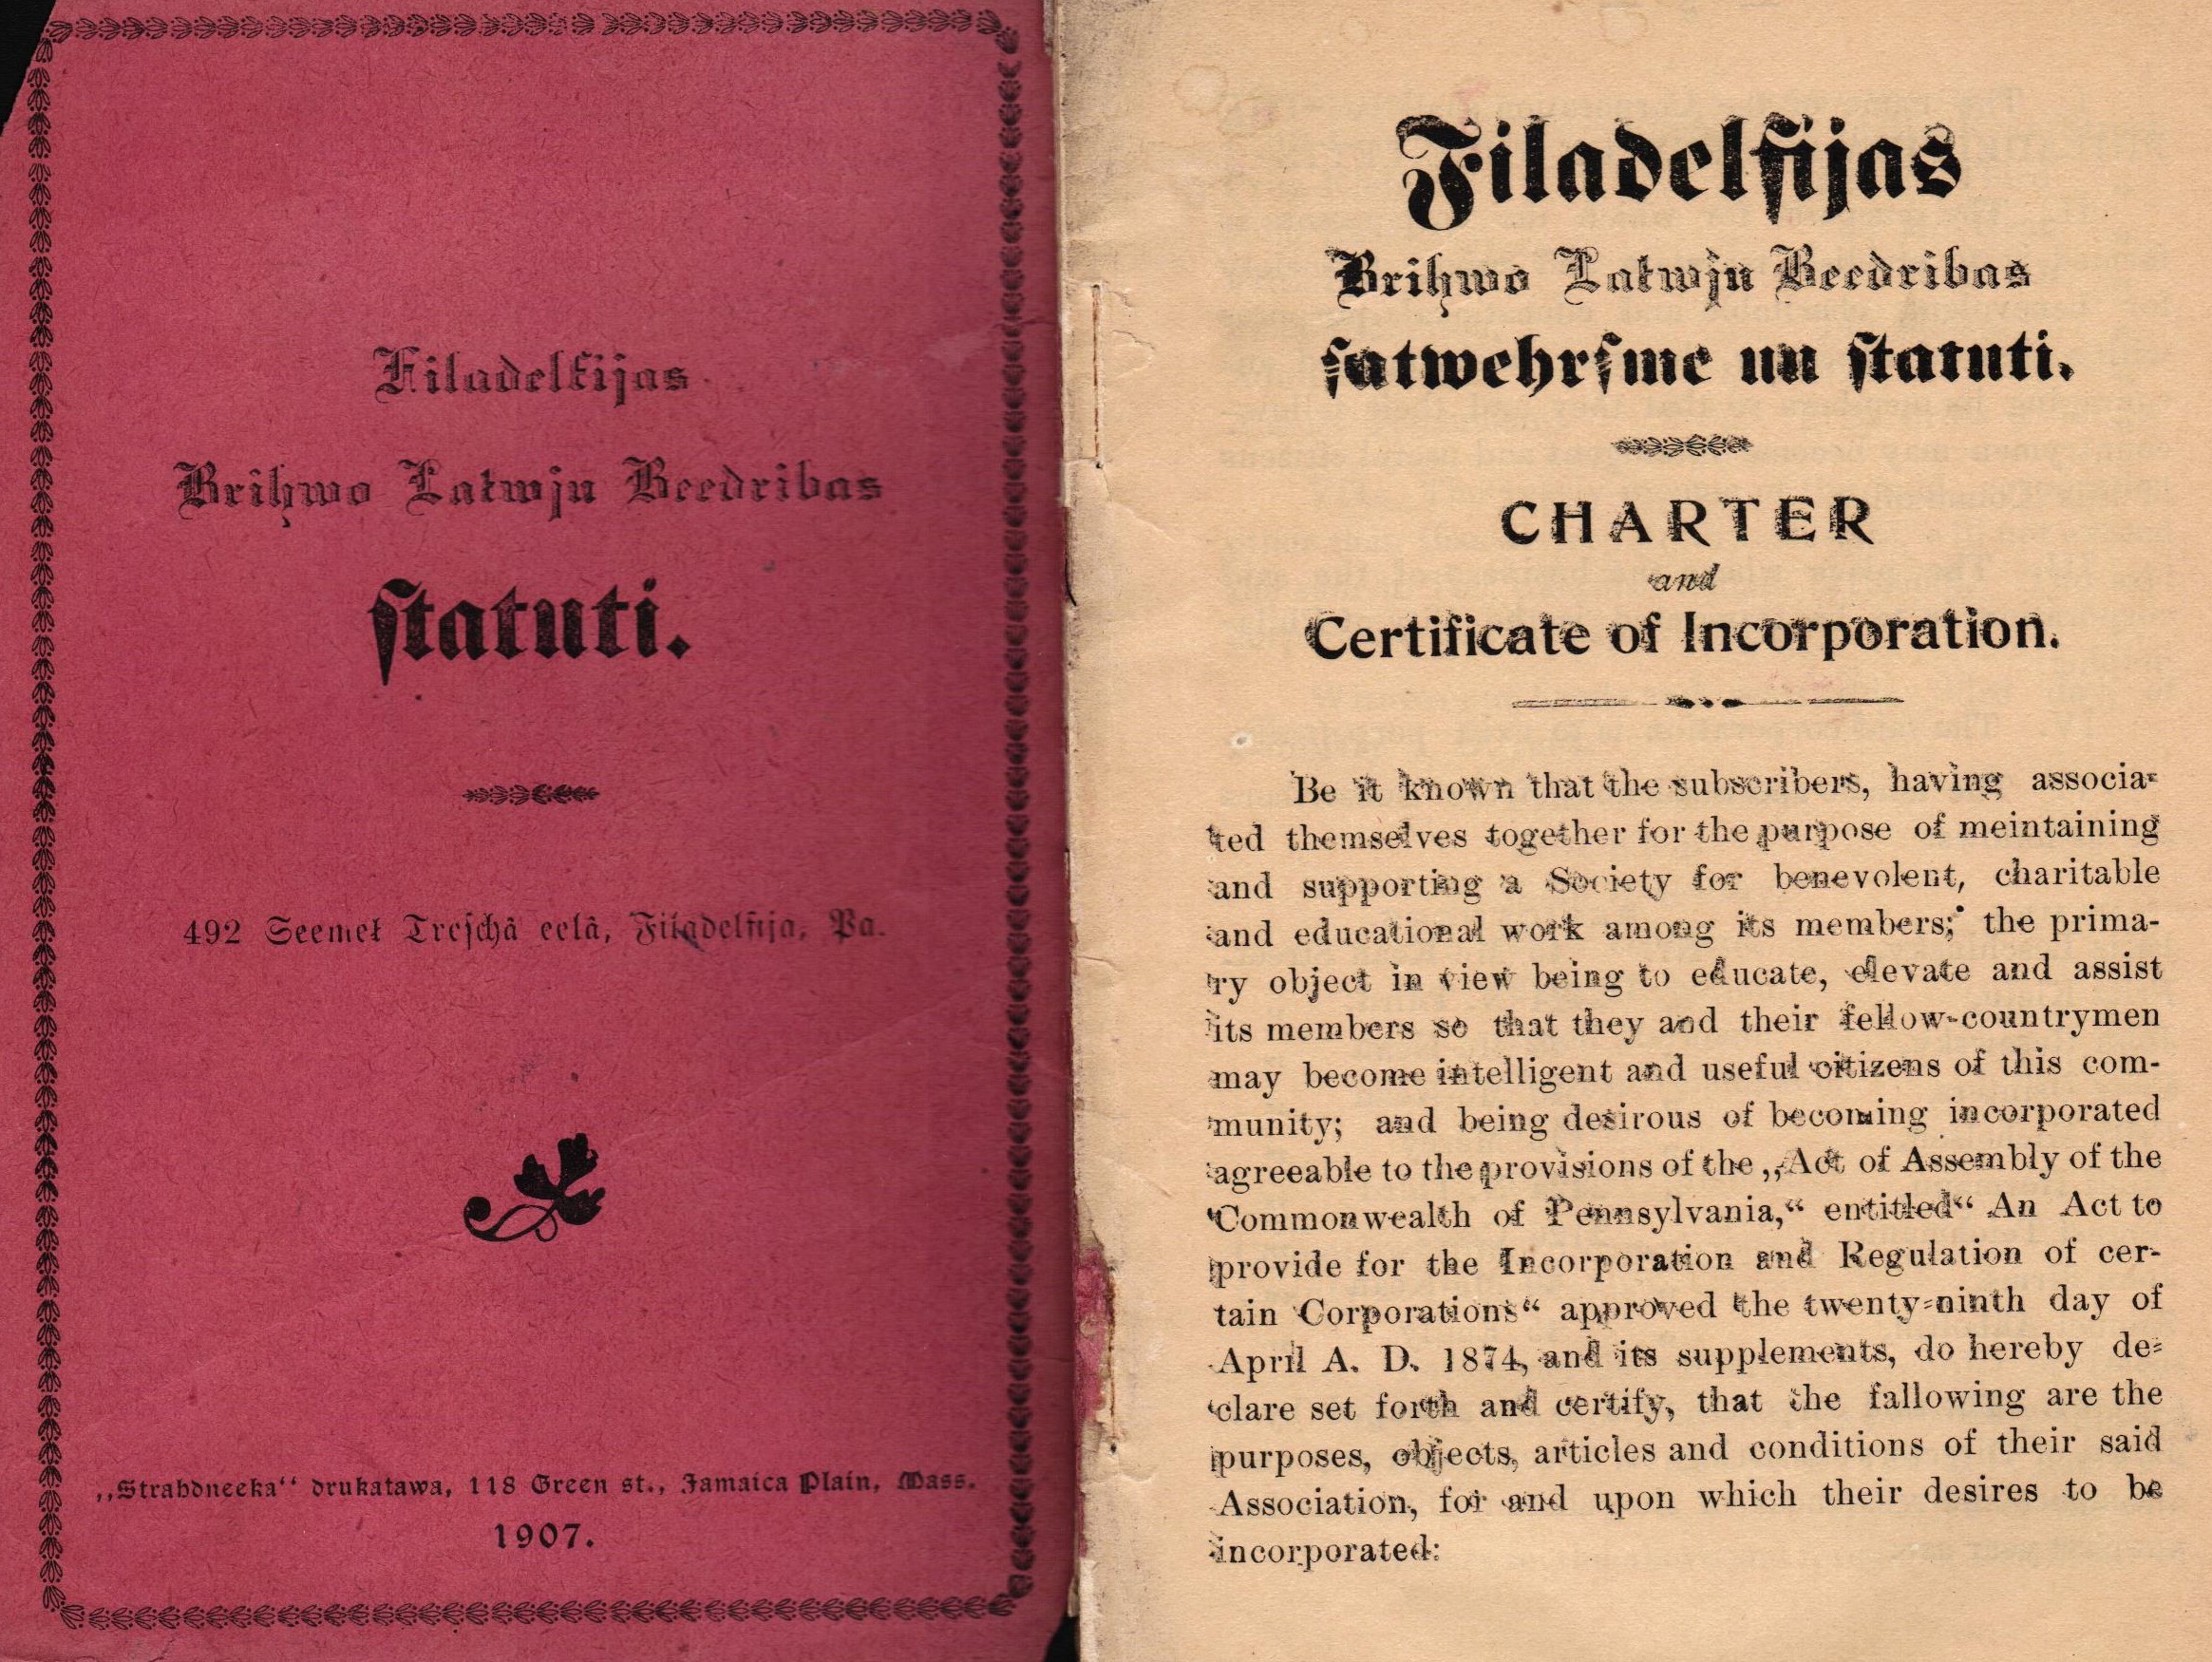 Filadelfijas
Brihwo Latwju Beedribas
ſtatuti.
492 Seemeł Treſchâ eelâ, Filadelfija, Pa.
„Strahdneeka“ drukatawa, 118 Green st., Jamaica Plain, Mass.
1907.
Filadelfijas
Brihwo Latwju Beedribas
ſatwehrſme un ſtatuti.
CHARTER
and
Certificate of Incorporation.
Be it known that the subscribers, having associa-
ted themselves together for the purpose of meintaining
and supporting a Society for benevolent, charitable
and educational work among its members; the prima-
ry object in view being to educate, elevate and assist
its members so that they and their fellow-countrymen
may become intelligent and useful citizens of this com-
munity; and being desirous of becoming incorporated
agreeable to the provisions of the „Act of Assembly of the
Commonwealth of Pennsylvania,“ entitled“ An Act to
provide for the Incorporation and Regulation of cer-
tain Corporations“ approved the twenty-ninth day of
April A. D. 1874, and its supplements, do hereby de-
clare set forth and certify, that the fallowing are the
purposes, objects, articles and conditions of their said
Association, for and upon which their desires to be
incorporated: